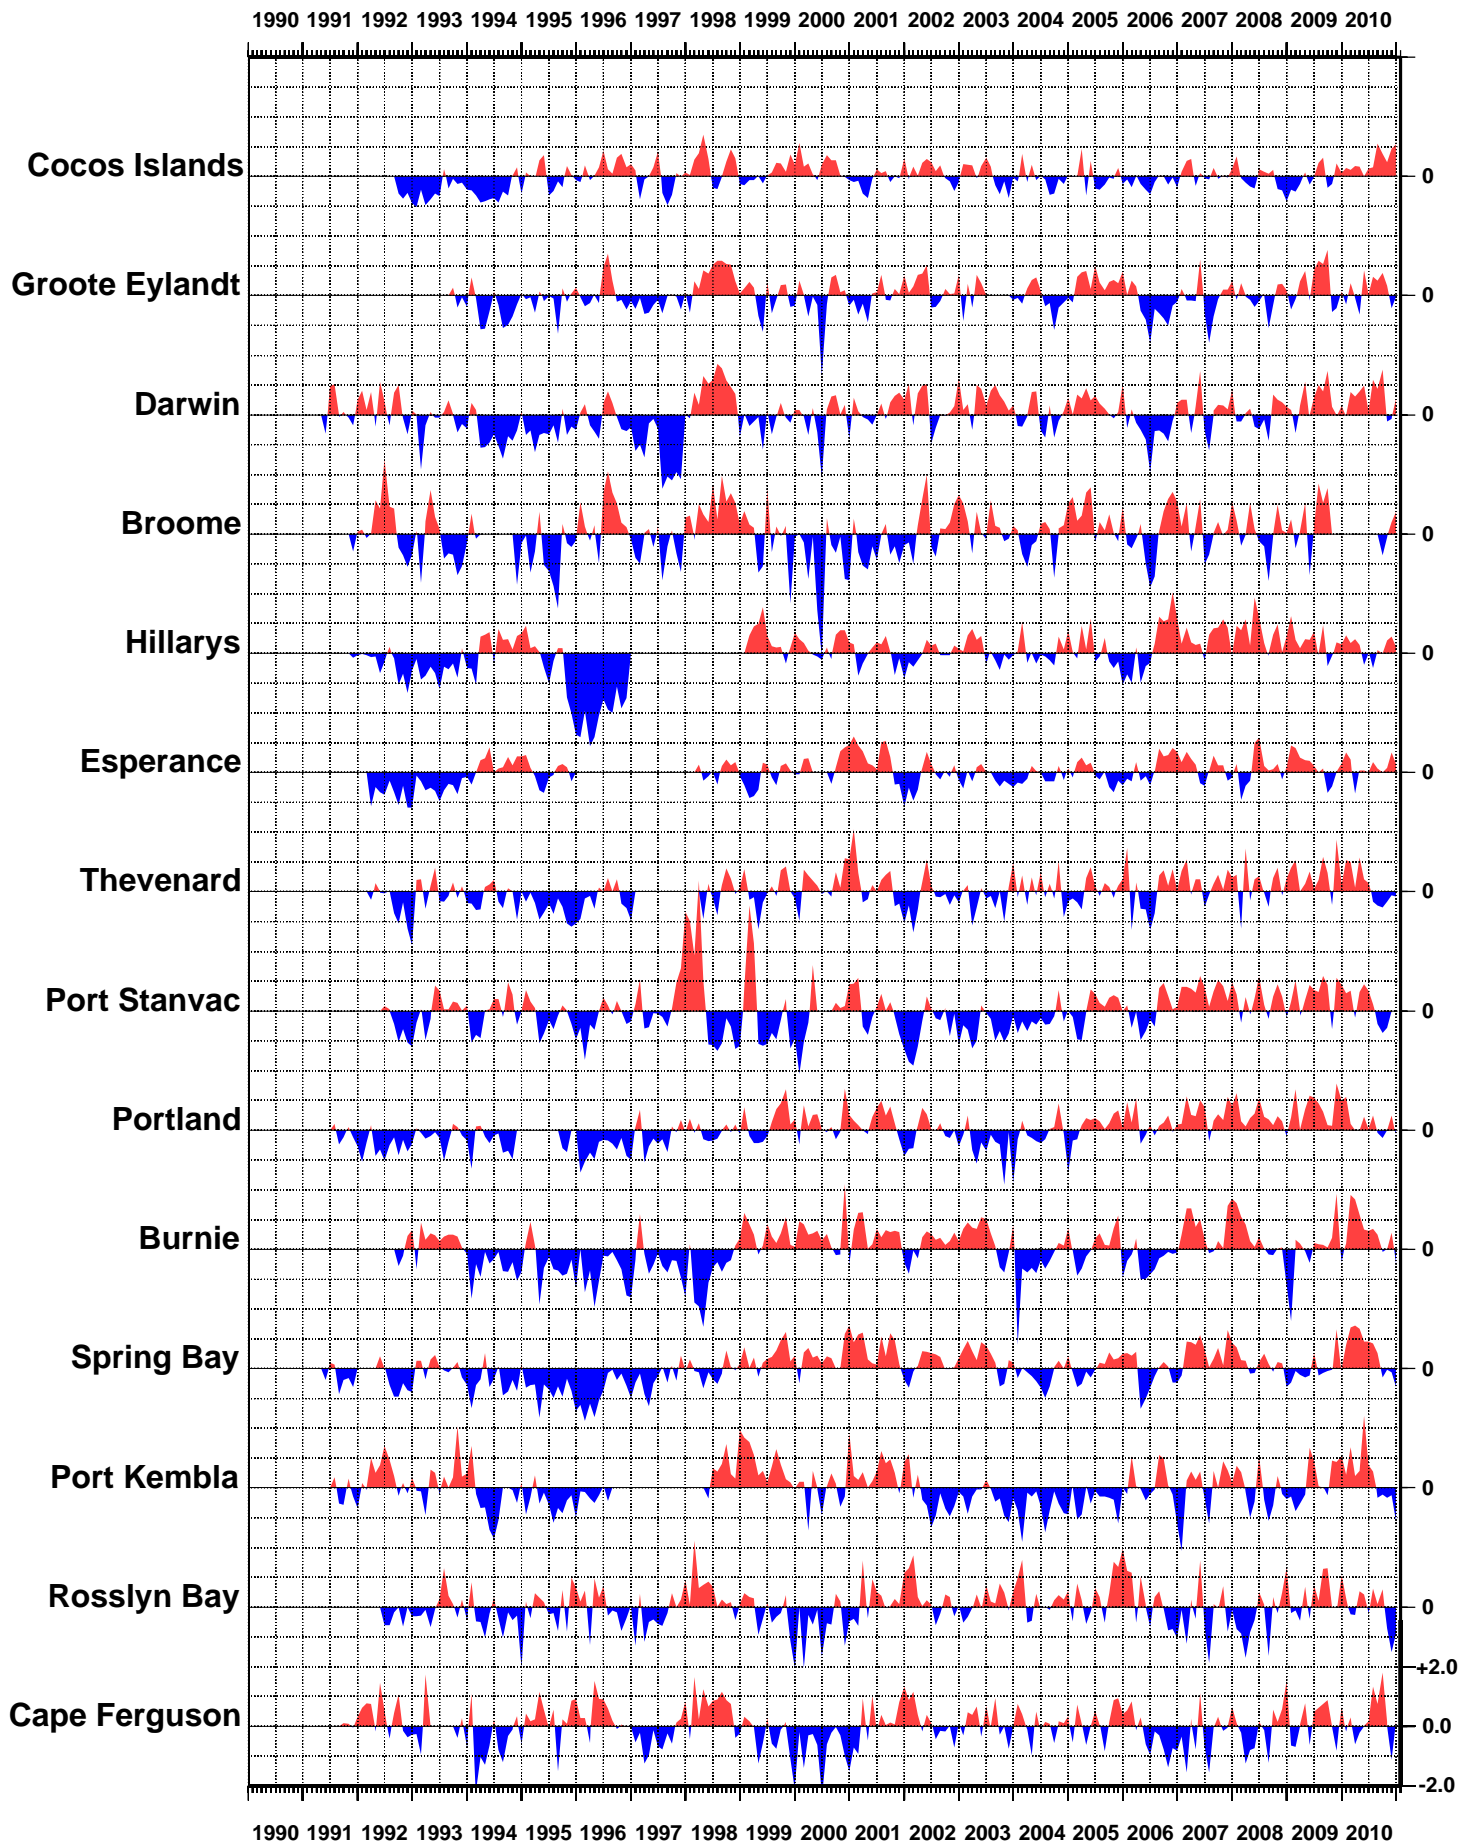 1990 1991 1992 1993 1994 1995 1996 1997 1998 1999 2000 2001 2002 2003 2004 2005 2006 2007 2008 2009 2010
Cocos Islands 0
Groote Eylandt 0
Darwin 0
Broome 0
Hillarys 0
Esperance 0
Thevenard 0
Port Stanvac 0
Portland 0
Burnie 0
Spring Bay 0
Port Kembla 0
Rosslyn Bay 0
+2.0
Cape Ferguson 0.0
-2.0
1990 1991 1992 1993 1994 1995 1996 1997 1998 1999 2000 2001 2002 2003 2004 2005 2006 2007 2008 2009 2010